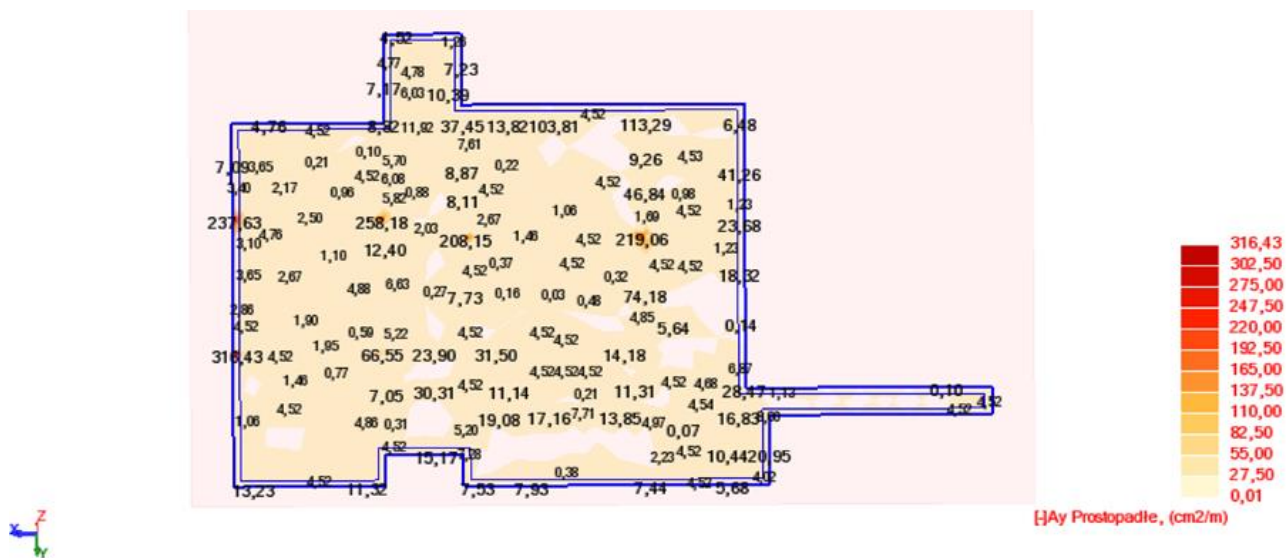 4,52 1,26
4,77 4,78 7,23
7,17 6,03 10,39
4,76 4,52 8,82 11,92 37,45 13,82 103,81 4,52 113,29 6,48
7,61
7,09 3,65 0,21 0,10 5,70 8,87 0,22 9,26 4,53
3,40 2,17 0,96 4,52 6,08 5,82 0,88 8,11 4,52 4,52 46,84 0,98 41,26
237,63 2,50 258,18 2,03 2,67 1,06 1,69 4,52 1,23 23,68
3,10 4,76 1,10 12,40 208,15 1,46 4,52 219,06 1,23
3,65 2,67 4,52 0,37 4,52 0,32 4,52 4,52 18,32
4,88 6,63 0,27 7,73 0,16 0,03 0,48 74,18
2,86 4,52 1,90 0,59 5,22 4,52 4,52 4,52 4,85 5,64 0,14
316,43 4,52 1,95 66,55 23,90 31,50 14,18
1,46 0,77 4,52 4,52 4,52 6,87
7,05 30,31 4,52 11,14 0,21 11,31 4,52 4,68 28,47 1,13 0,10
4,52 4,54 4,52 4,52
1,06 4,86 0,31 5,20 19,08 17,16 7,71 13,85 4,97 0,07 16,83
4,52 15,17 2,23 4,52 10,44 20,95
4,52 0,38 4,52 4,02
13,23 11,32 7,53 7,93 7,44 5,68
316,43
302,50
275,00
247,50
220,00
192,50
165,00
137,50
110,00
82,50
55,00
27,50
0,01
[-]Ay Prostopadłe, (cm2/m)
Z
X
Y